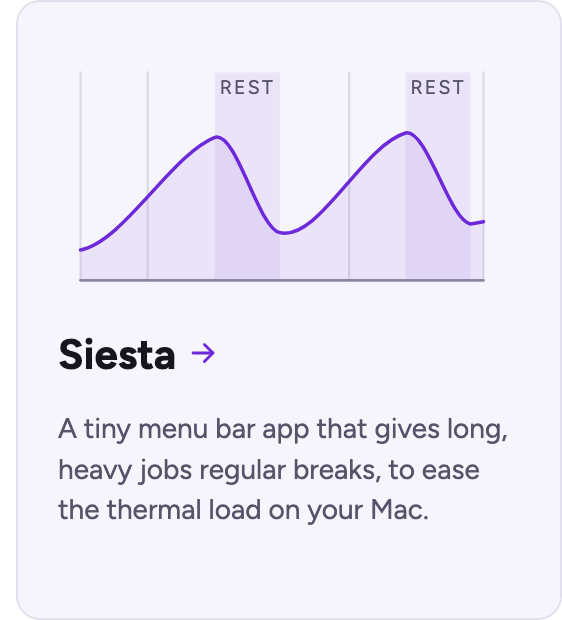 REST REST
Siesta →
A tiny menu bar app that gives long,
heavy jobs regular breaks, to ease
the thermal load on your Mac.